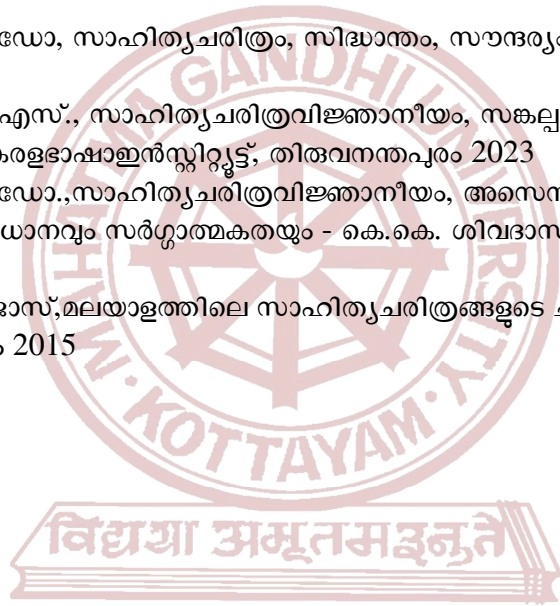 ഡോ, സാഹിത്യചരിത്രം, സിദ്ധാന്തം, സൗന്ദര്യം
എസ്., സാഹിത്യചരിത്രവിജ്ഞാനീയം, സങ്കല്പ
കരളഭാഷാഇൻസ്റ്റിറ്റ്യൂട്ട്, തിരുവനന്തപുരം 2023
ഡോ.,സാഹിത്യചരിത്രവിജ്ഞാനീയം, അസെൻ
ധാനവും സർഗ്ഗാത്മകതയും - കെ.കെ. ശിവദാസ
ജോസ്,മലയാളത്തിലെ സാഹിത്യചരിത്രങ്ങളുടെ ച
2015
MAHATMA GANDHI UNIVERSITY
• KOTTAYAM •
विद्यया अमृतमश्नुते